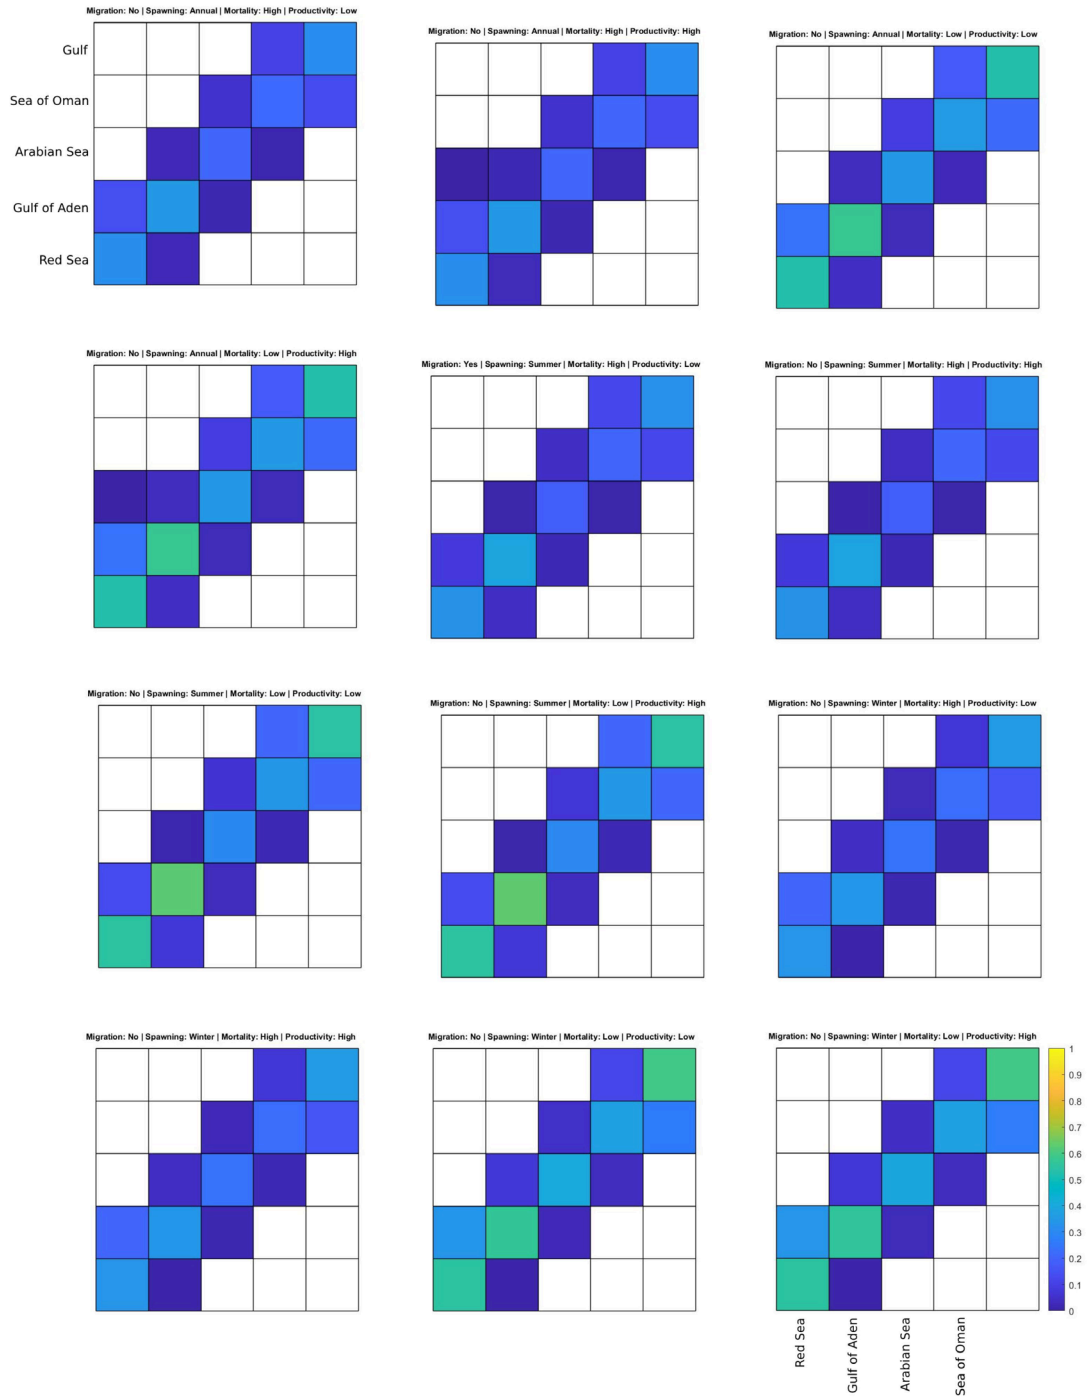 Migration: No | Spawning: Annual | Mortality: High | Productivity: Low
Migration: No | Spawning: Annual | Mortality: High | Productivity: High
Migration: No | Spawning: Annual | Mortality: Low | Productivity: Low
Gulf
Sea of Oman
Arabian Sea
Gulf of Aden
Red Sea
Migration: No | Spawning: Annual | Mortality: Low | Productivity: High
Migration: Yes | Spawning: Summer | Mortality: High | Productivity: Low
Migration: No | Spawning: Summer | Mortality: High | Productivity: High
Migration: No | Spawning: Summer | Mortality: Low | Productivity: Low
Migration: No | Spawning: Summer | Mortality: Low | Productivity: High
Migration: No | Spawning: Winter | Mortality: High | Productivity: Low
Migration: No | Spawning: Winter | Mortality: High | Productivity: High
Migration: No | Spawning: Winter | Mortality: Low | Productivity: Low
Migration: No | Spawning: Winter | Mortality: Low | Productivity: High
1
0.9
0.8
0.7
0.6
0.5
0.4
0.3
0.2
0.1
0
Red Sea
Gulf of Aden
Arabian Sea
Sea of Oman